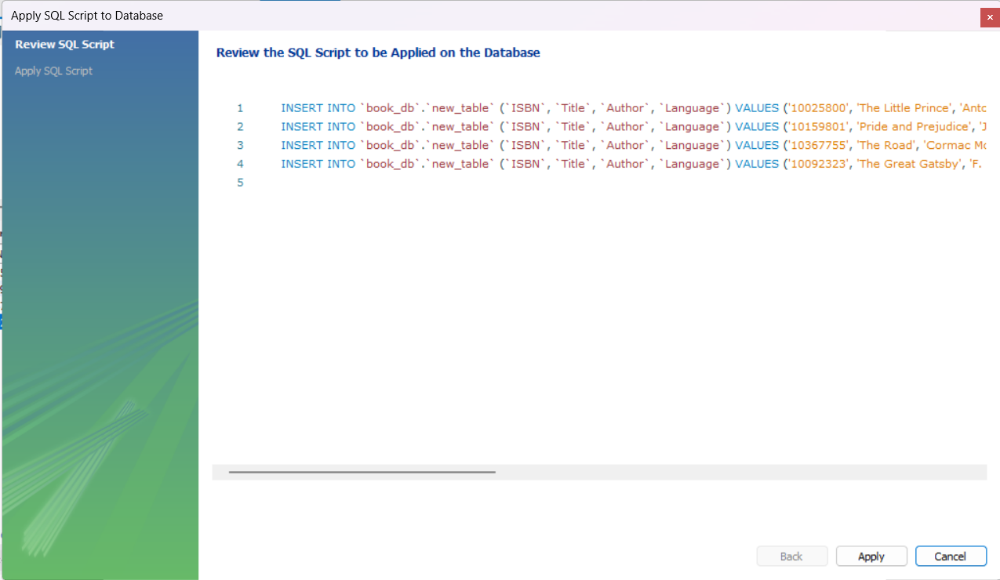 Apply SQL Script to Database
Review SQL Script
Apply SQL Script
Review the SQL Script to be Applied on the Database
1 INSERT INTO `book_db`.`new_table` (`ISBN`, `Title`, `Author`, `Language`) VALUES ('10025800', 'The Little Prince', 'Anto
2 INSERT INTO `book_db`.`new_table` (`ISBN`, `Title`, `Author`, `Language`) VALUES ('10159801', 'Pride and Prejudice', 'J
3 INSERT INTO `book_db`.`new_table` (`ISBN`, `Title`, `Author`, `Language`) VALUES ('10367755', 'The Road', 'Cormac Mc
4 INSERT INTO `book_db`.`new_table` (`ISBN`, `Title`, `Author`, `Language`) VALUES ('10092323', 'The Great Gatsby', 'F.
5
Back Apply Cancel